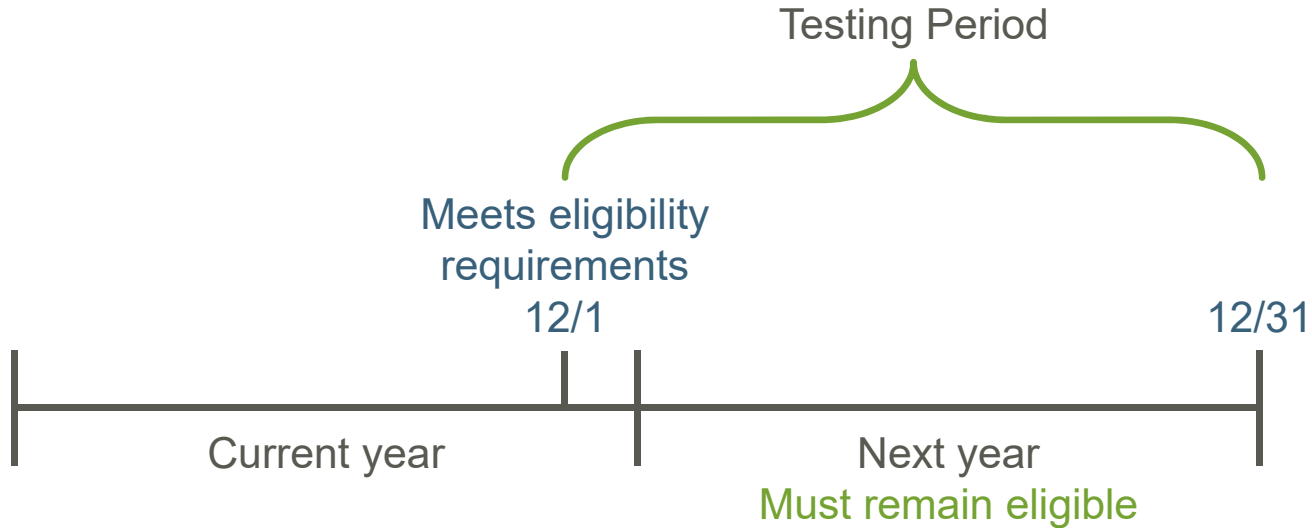 Testing Period
Meets eligibility
requirements
12/1
12/31
Current year
Next year
Must remain eligible